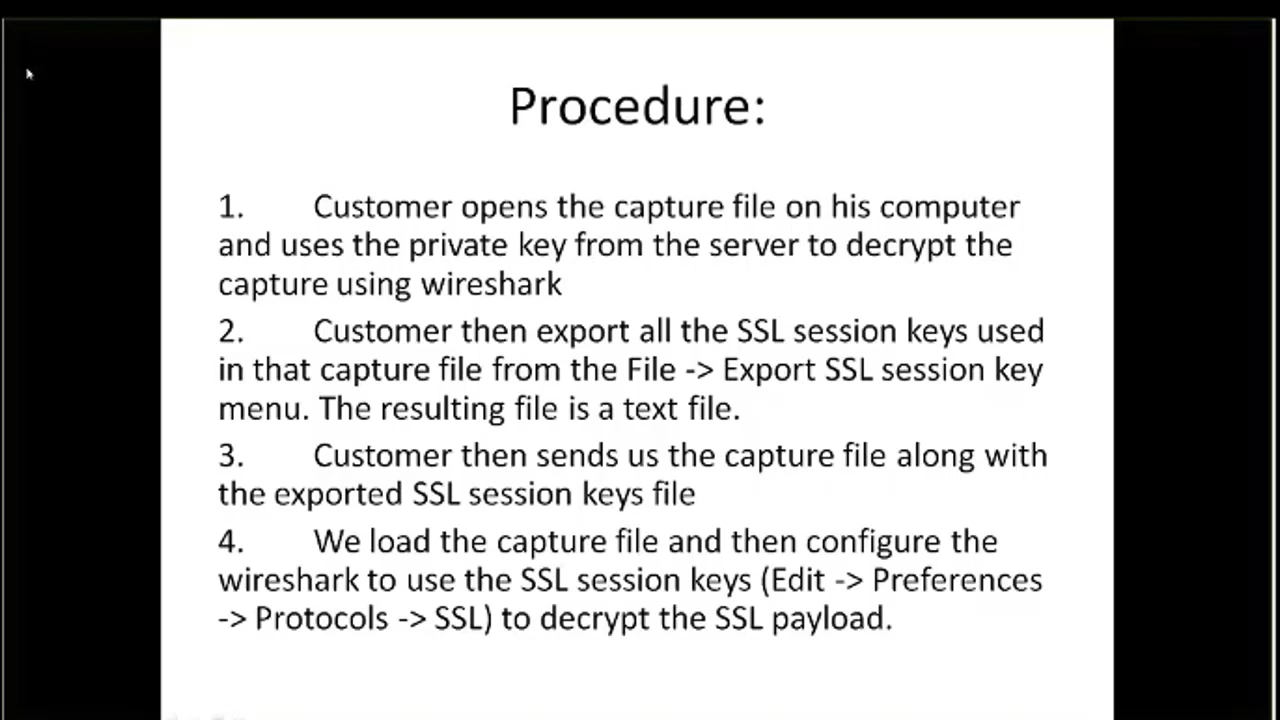 Procedure:
1. Customer opens the capture file on his computer
and uses the private key from the server to decrypt the
capture using wireshark
2. Customer then export all the SSL session keys used
in that capture file from the File -> Export SSL session key
menu. The resulting file is a text file.
3. Customer then sends us the capture file along with
the exported SSL session keys file
4. We load the capture file and then configure the
wireshark to use the SSL session keys (Edit -> Preferences
-> Protocols -> SSL) to decrypt the SSL payload.